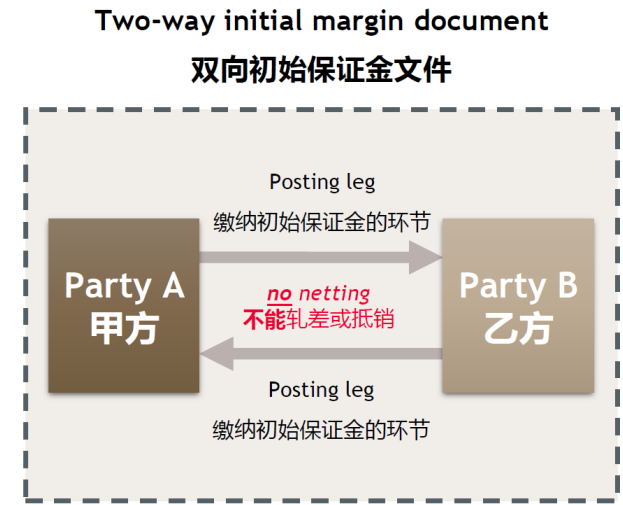 Two-way initial margin document
双向初始保证金文件
Posting leg
缴纳初始保证金的环节
Party A
甲方
no netting
不能轧差或抵销
Party B
乙方
Posting leg
缴纳初始保证金的环节